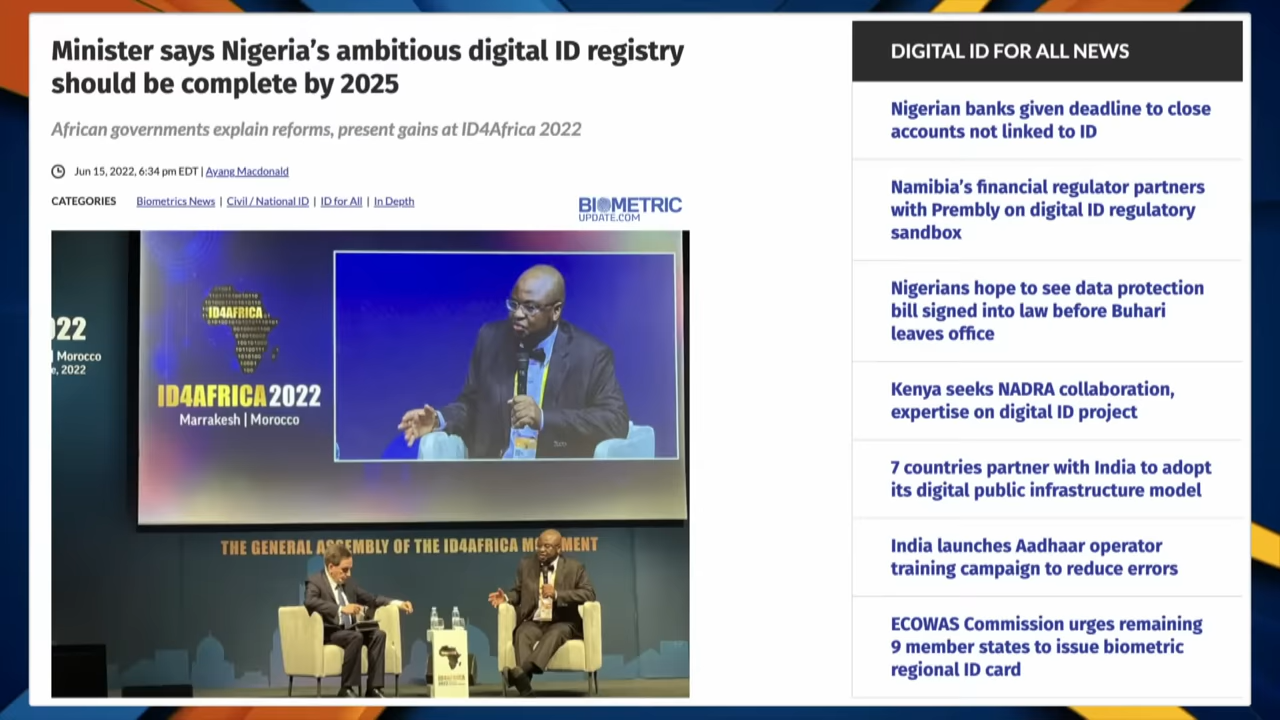 Minister says Nigeria's ambitious digital ID registry
should be complete by 2025
African governments explain reforms, present gains at ID4Africa 2022
Jun 15, 2022, 6:34 pm EDT | Ayang Macdonald
CATEGORIES Biometrics News | Civil / National ID | ID for All | In Depth
BIOMETRIC
UPDATE.COM
022
| Morocco
e, 2022
ID4AFRICA
ID4AFRICA 2022
Marrakesh | Morocco
THE GENERAL ASSEMBLY OF THE ID4AFRICA M MENT
DIGITAL ID FOR ALL NEWS
Nigerian banks given deadline to close
accounts not linked to ID
Namibia's financial regulator partners
with Prembly on digital ID regulatory
sandbox
Nigerians hope to see data protection
bill signed into law before Buhari
leaves office
Kenya seeks NADRA collaboration,
expertise on digital ID project
7 countries partner with India to adopt
its digital public infrastructure model
India launches Aadhaar operator
training campaign to reduce errors
ECOWAS Commission urges remaining
9 member states to issue biometric
regional ID card